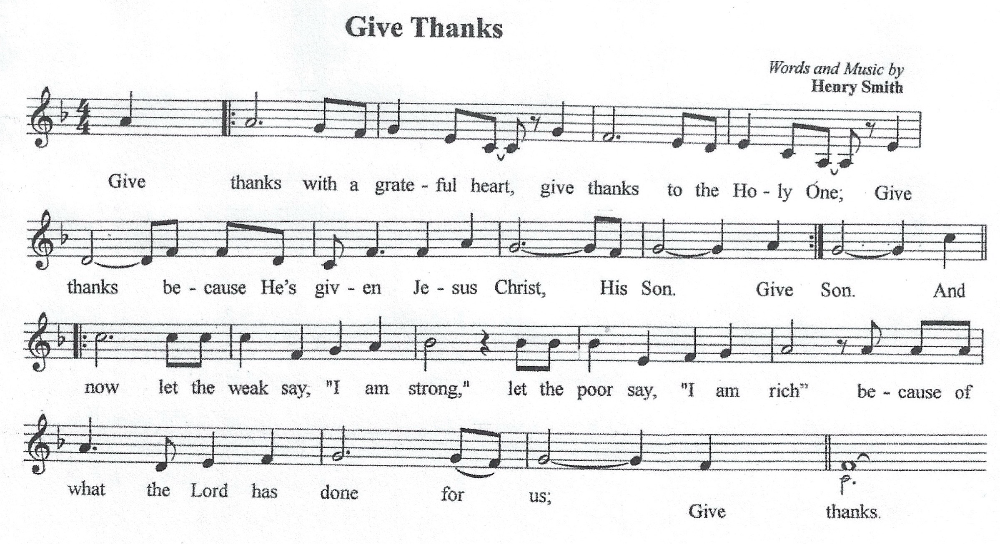 Give Thanks
Words and Music by
Henry Smith
Give thanks with a grate - ful heart, give thanks to the Ho - ly One; Give
thanks be - cause He's giv - en Je - sus Christ, His Son. Give Son. And
now let the weak say, "I am strong," let the poor say, "I am rich” be - cause of
what the Lord has done for us;
Give thanks.